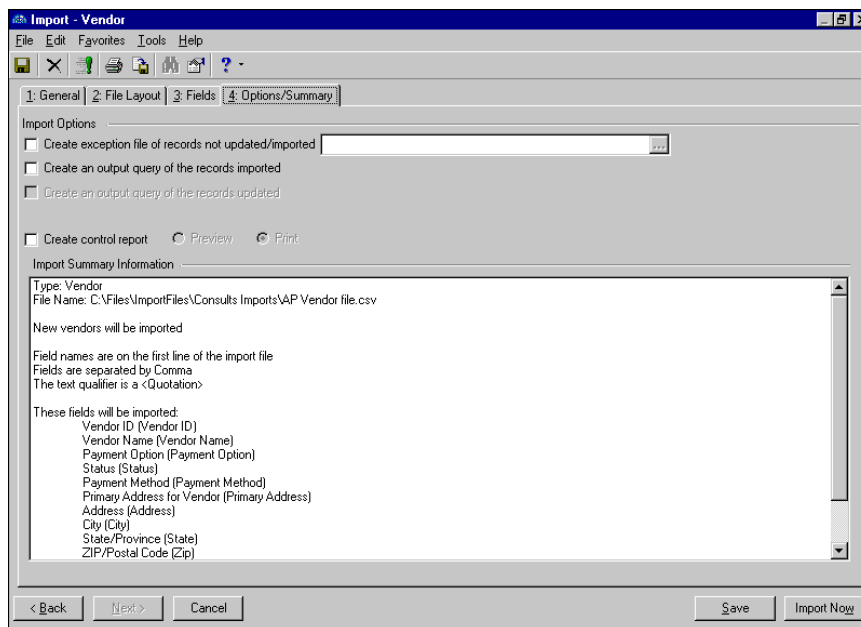 Import - Vendor
File Edit Favorites Tools Help
1: General 2: File Layout 3: Fields 4: Options/Summary
Import Options
Create exception file of records not updated/imported ...
Create an output query of the records imported
Create an output query of the records updated
Create control report Preview Print
Import Summary Information
Type: Vendor
File Name: C:\Files\ImportFiles\Consults Imports\AP Vendor file.csv
New vendors will be imported
Field names are on the first line of the import file
Fields are separated by Comma
The text qualifier is a <Quotation>
These fields will be imported:
Vendor ID (Vendor ID)
Vendor Name (Vendor Name)
Payment Option (Payment Option)
Status (Status)
Payment Method (Payment Method)
Primary Address for Vendor (Primary Address)
Address (Address)
City (City)
State/Province (State)
ZIP/Postal Code (Zip)
< Back Next > Cancel Save Import Now